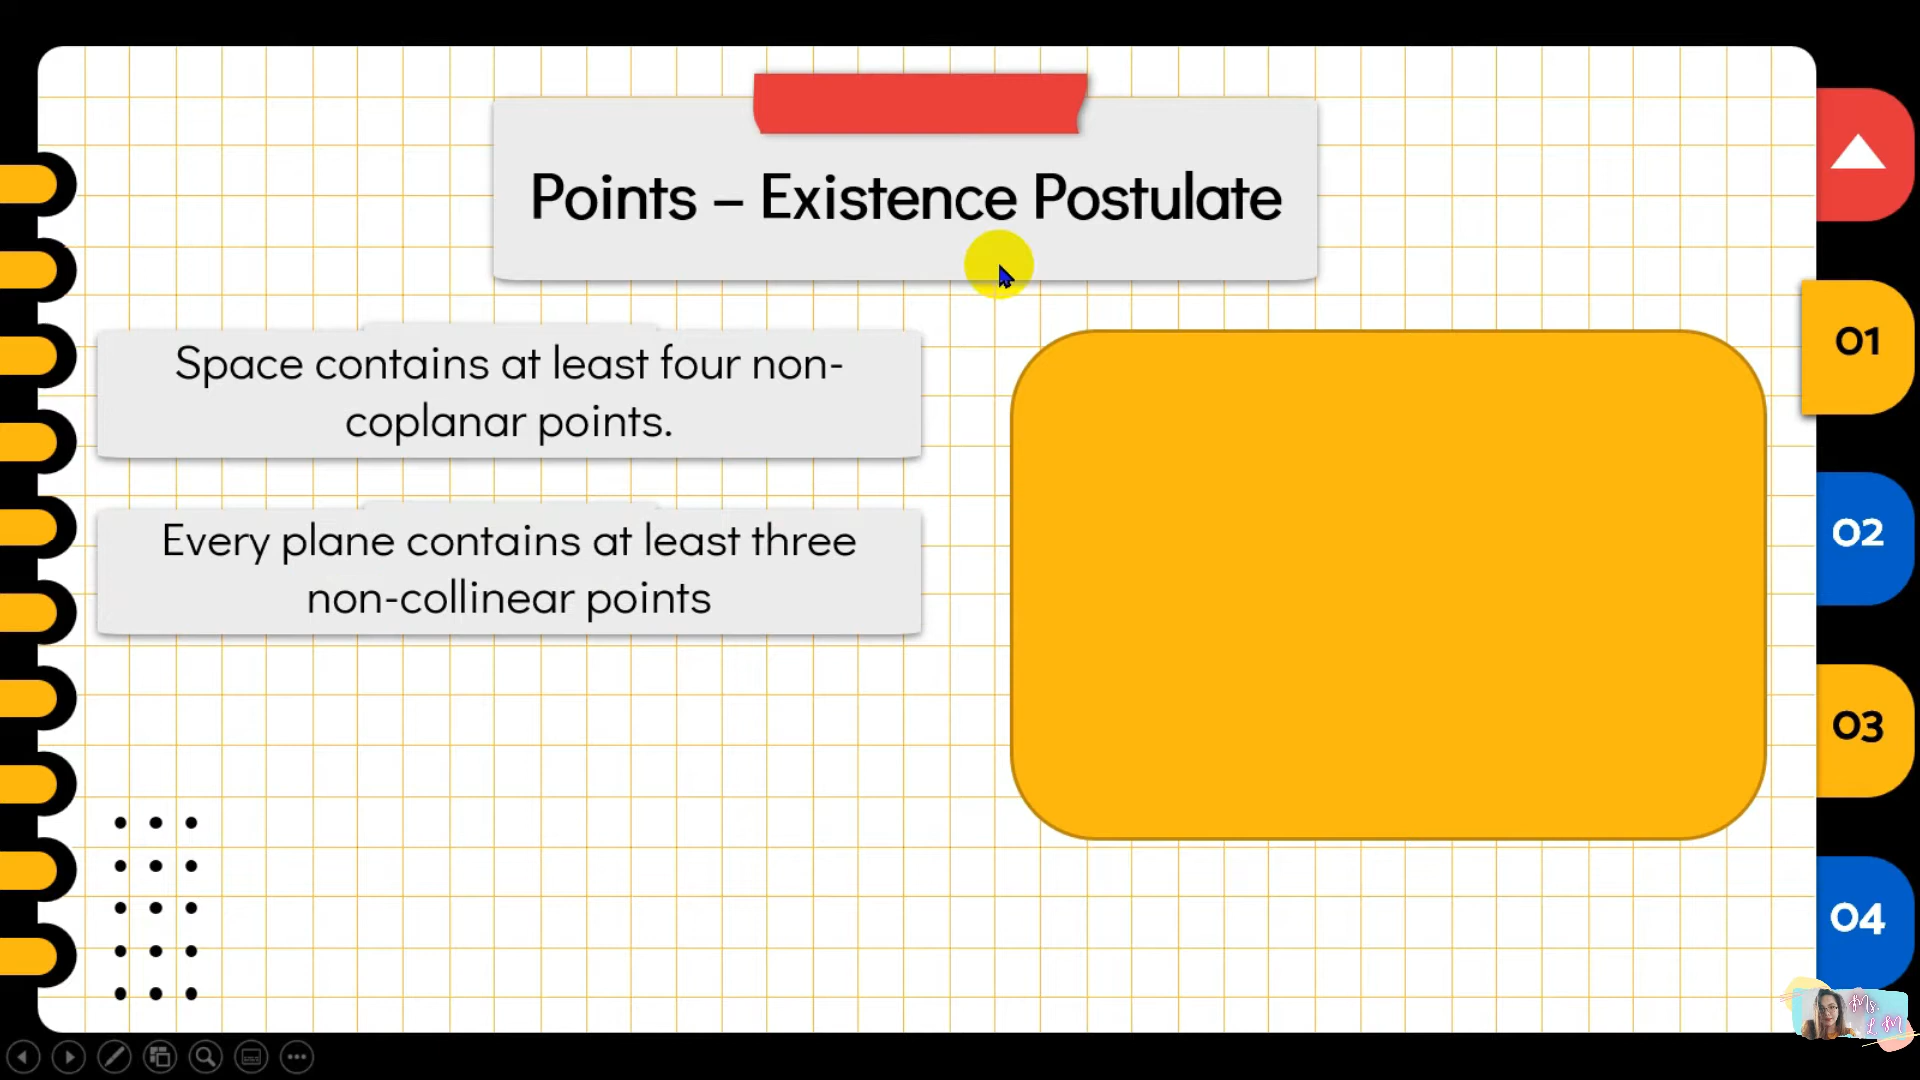 Points – Existence Postulate
Space contains at least four non-
coplanar points.
Every plane contains at least three
non-collinear points
01
02
03
04
Ms.
L M